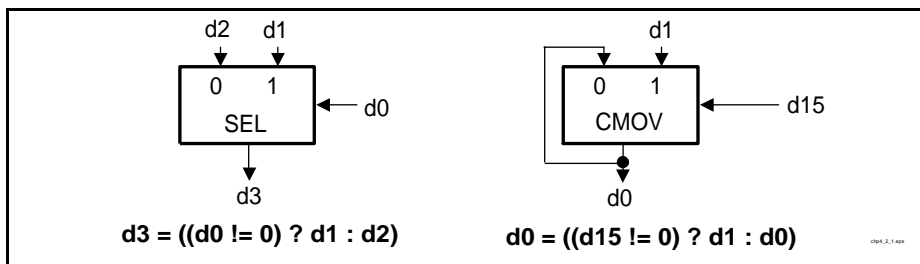 d2 d1
0 1
SEL
d0
d3
d3 = ((d0 != 0) ? d1 : d2)
d1
0 1
CMOV
d15
d0
d0 = ((d15 != 0) ? d1 : d0)